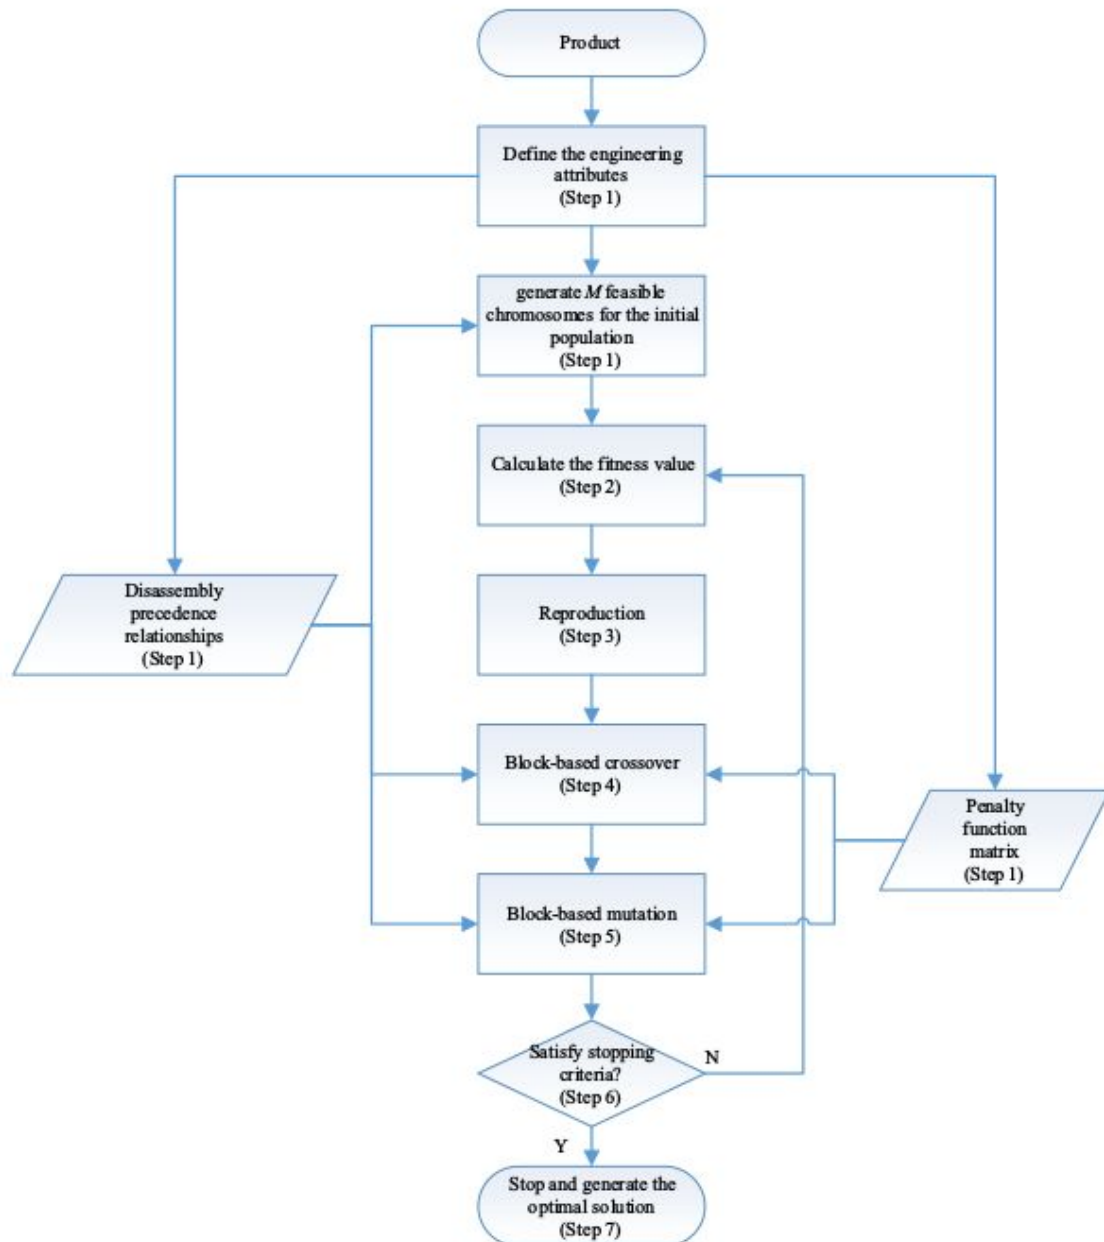 Product
Define the engineering
attributes
(Step 1)
generate M feasible
chromosomes for the initial
population
(Step 1)
Calculate the fitness value
(Step 2)
Disassembly
precedence
relationships
(Step 1)
Reproduction
(Step 3)
Block-based crossover
(Step 4)
Penalty
function
matrix
(Step 1)
Block-based mutation
(Step 5)
Satisfy stopping
criteria?
(Step 6)
N
Y
Stop and generate the
optimal solution
(Step 7)